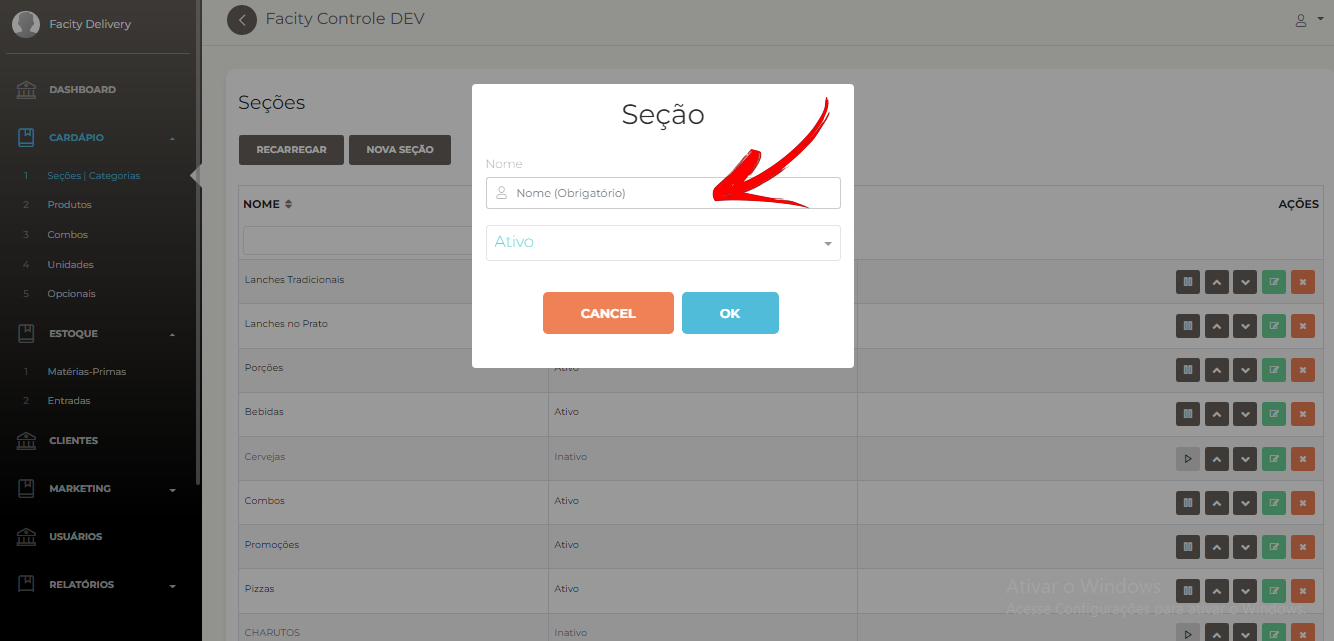 Facity Delivery
DASHBOARD
CARDÁPIO
1 Seções | Categorias
2 Produtos
3 Combos
4 Unidades
5 Opcionais
ESTOQUE
1 Matérias-Primas
2 Entradas
CLIENTES
MARKETING
USUÁRIOS
RELATÓRIOS
Facity Controle DEV
Seções
RECARREGAR NOVA SEÇÃO
NOME AÇÕES
Lanches Tradicionais
Lanches no Prato
Porções Ativo
Bebidas Ativo
Cervejas Inativo
Combos Ativo
Promoções Ativo
Pizzas Ativo
CHARUTOS Inativo
Seção
Nome
Nome (Obrigatório)
Ativo
CANCEL OK
Ativar o Windows
Acesse Configurações para ativar o Windows.